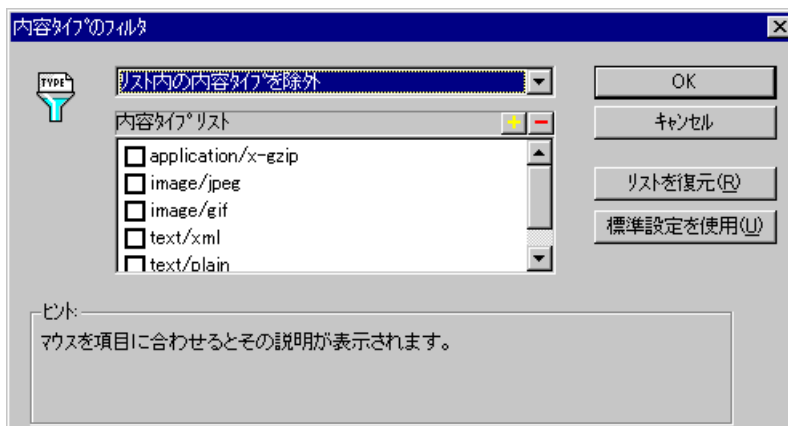 内容タイプのフィルタ
TYPE
リスト内の内容タイプを除外
OK
内容タイプリスト
キャンセル
application/x-gzip
image/jpeg
リストを復元(R)
image/gif
text/xml
標準設定を使用(U)
text/plain
ヒント:
マウスを項目に合わせるとその説明が表示されます。